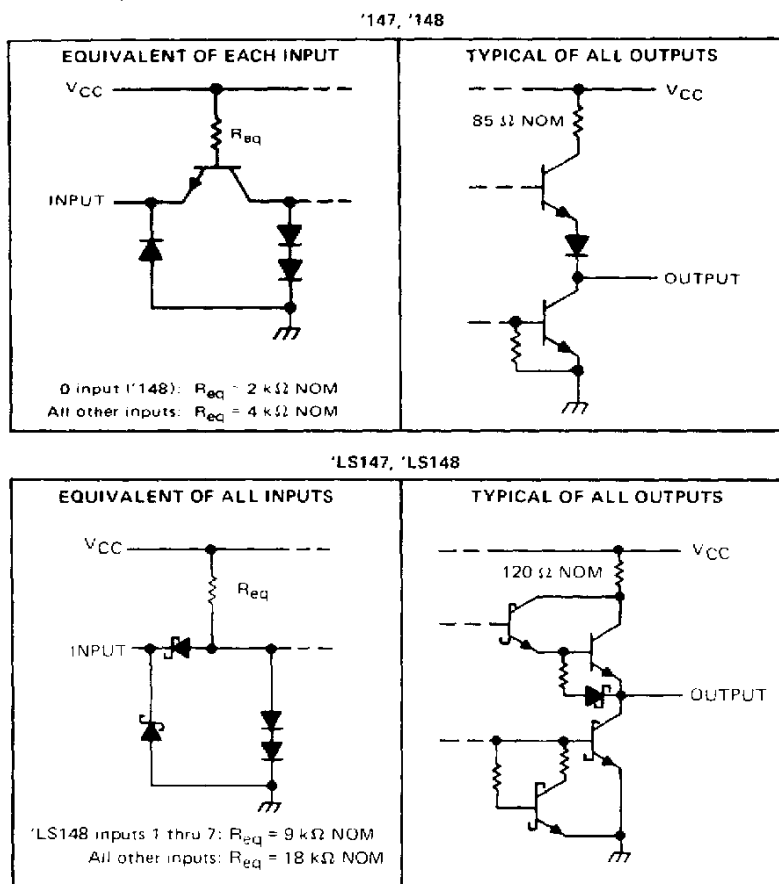 '147, '148
EQUIVALENT OF EACH INPUT
VCC
Req
INPUT
0 input ('148): Req = 2 kΩ NOM
All other inputs: Req = 4 kΩ NOM
TYPICAL OF ALL OUTPUTS
VCC
85 Ω NOM
OUTPUT
'LS147, 'LS148
EQUIVALENT OF ALL INPUTS
VCC
Req
INPUT
'LS148 inputs 1 thru 7: Req = 9 kΩ NOM
All other inputs: Req = 18 kΩ NOM
TYPICAL OF ALL OUTPUTS
VCC
120 Ω NOM
OUTPUT